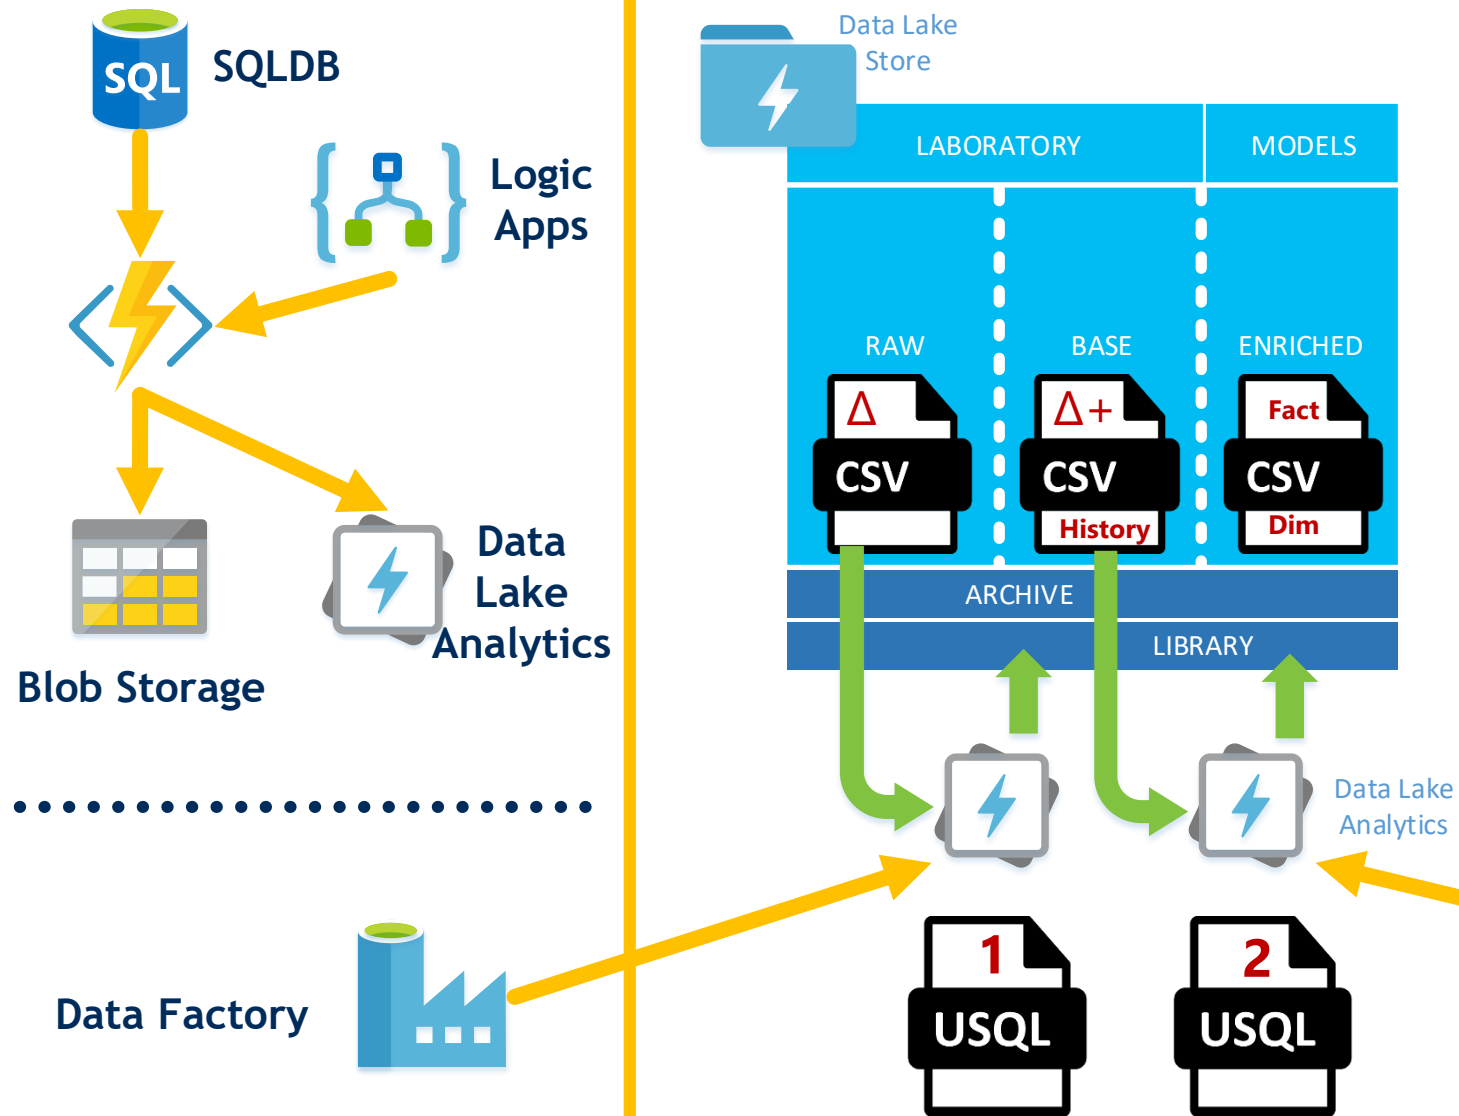 SQL
SQLDB
Logic
Apps
Data
Lake
Analytics
Blob Storage
Data Factory
Data Lake
Store
LABORATORY
MODELS
RAW
BASE
ENRICHED
Δ
CSV
Δ+
CSV
History
Fact
CSV
Dim
ARCHIVE
LIBRARY
Data Lake
Analytics
1
USQL
2
USQL